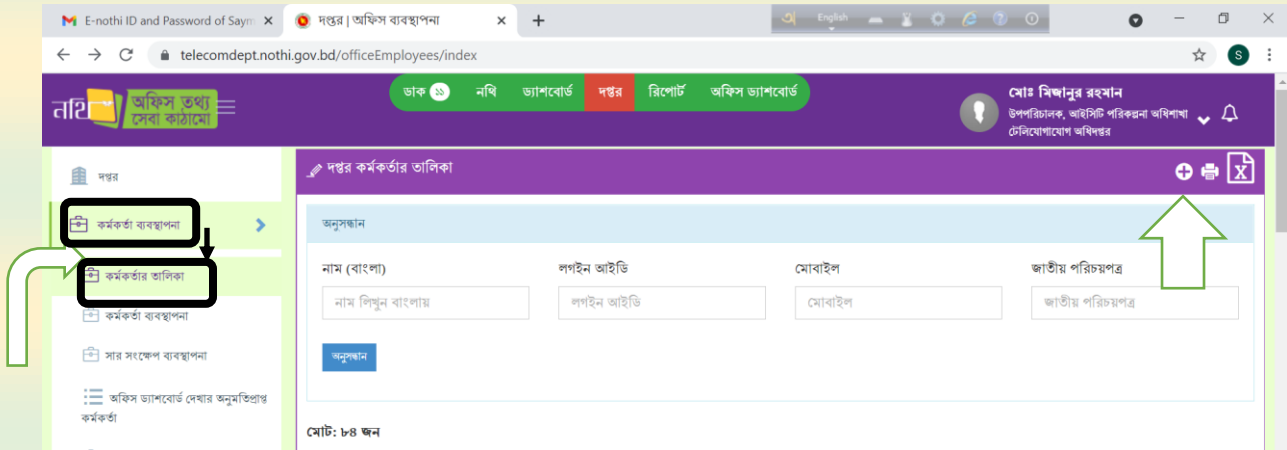 E-nothi ID and Password of Saym
দপ্তর | অফিস ব্যবস্থাপনা
English
telecomdept.nothi.gov.bd/officeEmployees/index
S
নথি
অফিস তথ্য
সেবা কাঠামো
ডাক ১১ নথি ড্যাশবোর্ড দপ্তর রিপোর্ট অফিস ড্যাশবোর্ড
মোঃ মিজানুর রহমান
উপপরিচালক, আইসিটি পরিকল্পনা অধিশাখা
টেলিযোগাযোগ অধিদপ্তর
দপ্তর
কর্মকর্তা ব্যবস্থাপনা
কর্মকর্তার তালিকা
কর্মকর্তা ব্যবস্থাপনা
সার সংক্ষেপ ব্যবস্থাপনা
অফিস ড্যাশবোর্ড দেখার অনুমতিপ্রাপ্ত
কর্মকর্তা
দপ্তর কর্মকর্তার তালিকা
X
অনুসন্ধান
নাম (বাংলা) লগইন আইডি মোবাইল জাতীয় পরিচয়পত্র
নাম লিখুন বাংলায় লগইন আইডি মোবাইল জাতীয় পরিচয়পত্র
অনুসন্ধান
মোট: ৮৪ জন